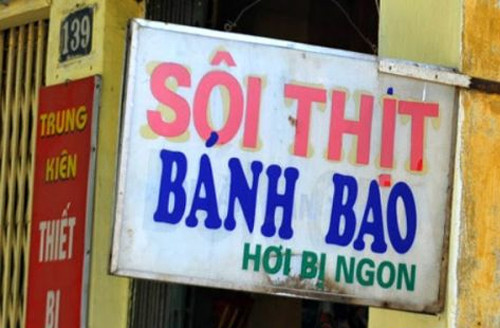 139
TRUNG
KIÊN
THIẾT
BỊ
SÔI THỊT
BÁNH BAO
HƠI BỊ NGON